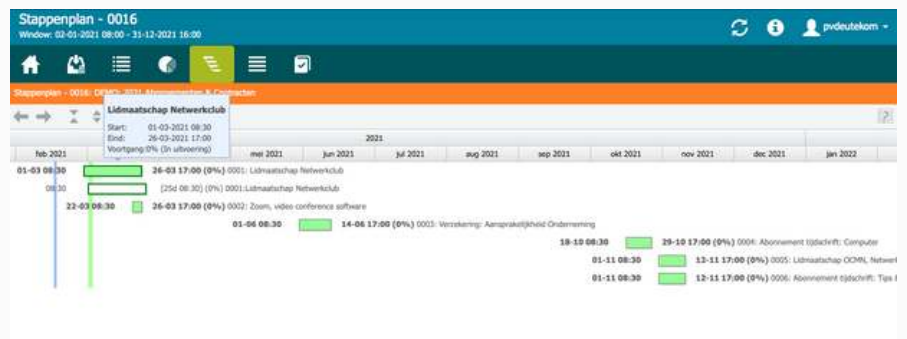 Stappenplan - 0016
Window: 02-01-2021 08:00 - 31-12-2021 16:00
pvdeutekom
Stappenplan - 0016: DEMO: 2021 Abonnementen & Contracten
Lidmaatschap Netwerkclub
Start: 01-03-2021 08:30
Eind: 26-03-2021 17:00
Voortgang:0% (In uitvoering)
2021
feb 2021 mei 2021 jun 2021 jul 2021 aug 2021 sep 2021 okt 2021 nov 2021 dec 2021 jan 2022
01-03 08:30 26-03 17:00 (0%) 0001: Lidmaatschap Netwerkclub
08:30 [25d 08:30] (0%) 0001:Lidmaatschap Netwerkclub
22-03 08:30 26-03 17:00 (0%) 0002: Zoom, video conference software
01-06 08:30 14-06 17:00 (0%) 0003: Verzekering: Aansprakelijkheid Onderneming
18-10 08:30 29-10 17:00 (0%) 0004: Abonnement tijdschrift: Computer
01-11 08:30 12-11 17:00 (0%) 0005: Lidmaatschap OCMN, Netwerk
01-11 08:30 12-11 17:00 (0%) 0006: Abonnement tijdschrift: Tips